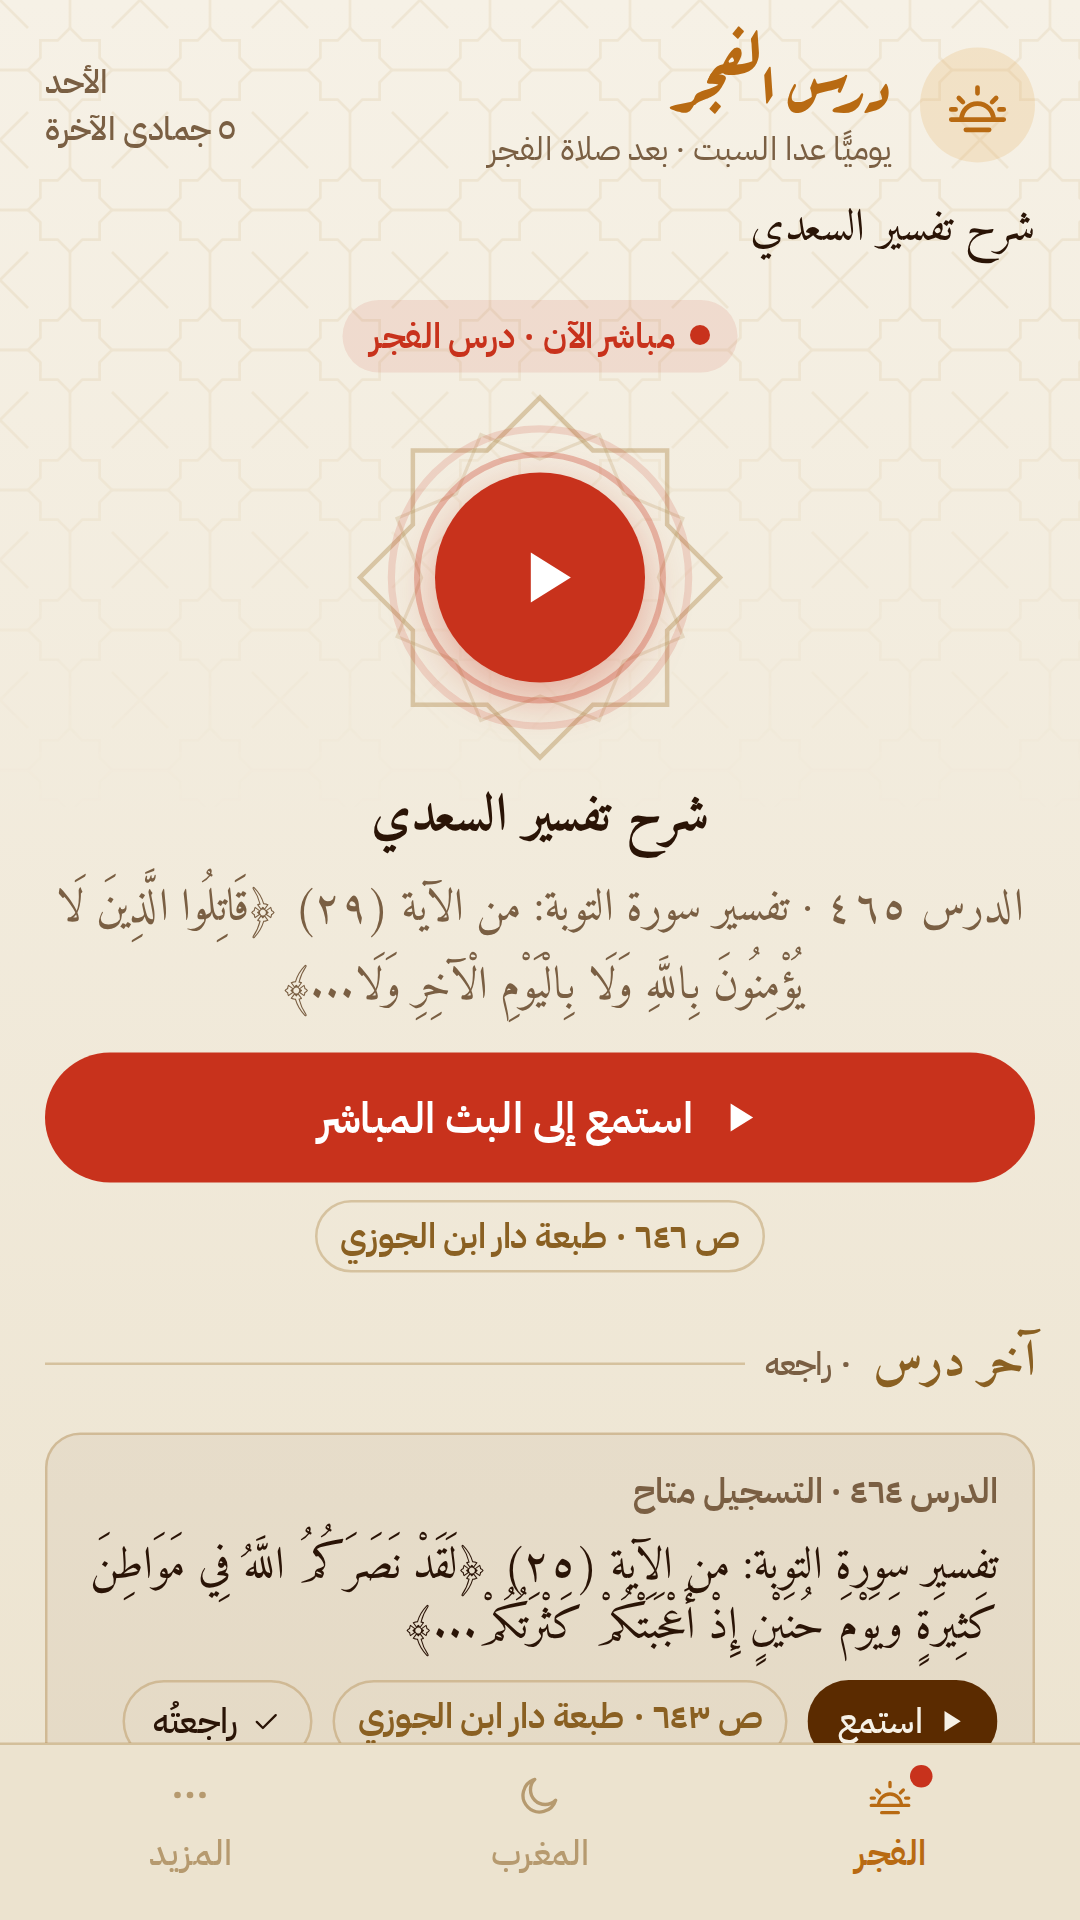 درس الفجر
يوميًّا عدا السبت · بعد صلاة الفجر
الأحد
٥ جمادى الآخرة
شرح تفسير السعدي
مباشر الآن · درس الفجر
شرح تفسير السعدي
الدرس ٤٦٥ · تفسير سورة التوبة: من الآية (٢٩) ﴿قَاتِلُوا الَّذِينَ لَا
يُؤْمِنُونَ بِاللَّهِ وَلَا بِالْيَوْمِ الْآخِرِ وَلَا...﴾
استمع إلى البث المباشر
ص ٦٤٦ · طبعة دار ابن الجوزي
آخر درس · راجعه
الدرس ٤٦٤ · التسجيل متاح
تفسير سورة التوبة: من الآية (٢٥) ﴿لَقَدْ نَصَرَكُمُ اللَّهُ فِي مَوَاطِنَ
كَثِيرَةٍ وَيَوْمَ حُنَيْنٍ إِذْ أَعْجَبَتْكُمْ كَثْرَتُكُمْ...﴾
استمع
ص ٦٤٣ · طبعة دار ابن الجوزي
راجعتُه
الفجر
المغرب
المزيد